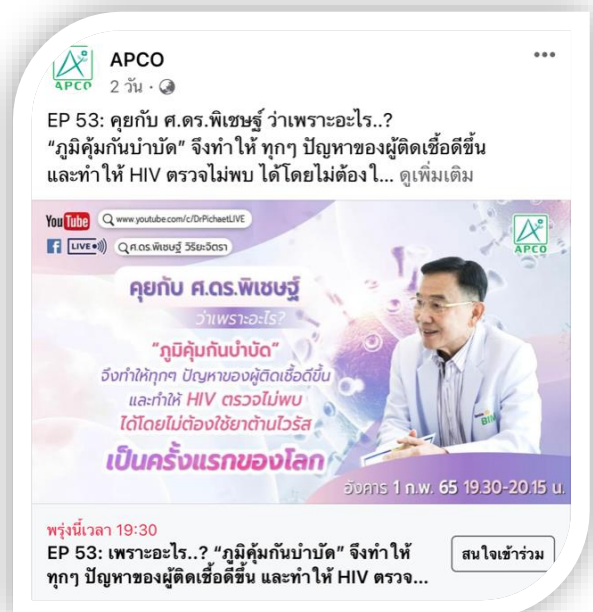 APCO
APCO
2 วัน ·
EP 53: คุยกับ ศ.ดร.พิเชษฐ์ ว่าเพราะอะไร..?
“ภูมิคุ้มกันบำบัด” จึงทำให้ ทุกๆ ปัญหาของผู้ติดเชื้อดีขึ้น
และทำให้ HIV ตรวจไม่พบ ได้โดยไม่ต้องใ... ดูเพิ่มเติม
YouTube www.youtube.com/c/DrPichaetLIVE
f LIVE ศ.ดร.พิเชษฐ์ วิริยะจิตรา
APCO
คุยกับ ศ.ดร.พิเชษฐ์
ว่าเพราะอะไร?
“ภูมิคุ้มกันบำบัด”
จึงทำให้ทุกๆ ปัญหาของผู้ติดเชื้อดีขึ้น
และทำให้ HIV ตรวจไม่พบ
ได้โดยไม่ต้องใช้ยาต้านไวรัส
เป็นครั้งแรกของโลก
BIM
อังคาร 1 ก.พ. 65 19.30-20.15 น.
พรุ่งนี้เวลา 19:30
EP 53: เพราะอะไร..? “ภูมิคุ้มกันบำบัด” จึงทำให้
ทุกๆ ปัญหาของผู้ติดเชื้อดีขึ้น และทำให้ HIV ตรวจ...
สนใจเข้าร่วม